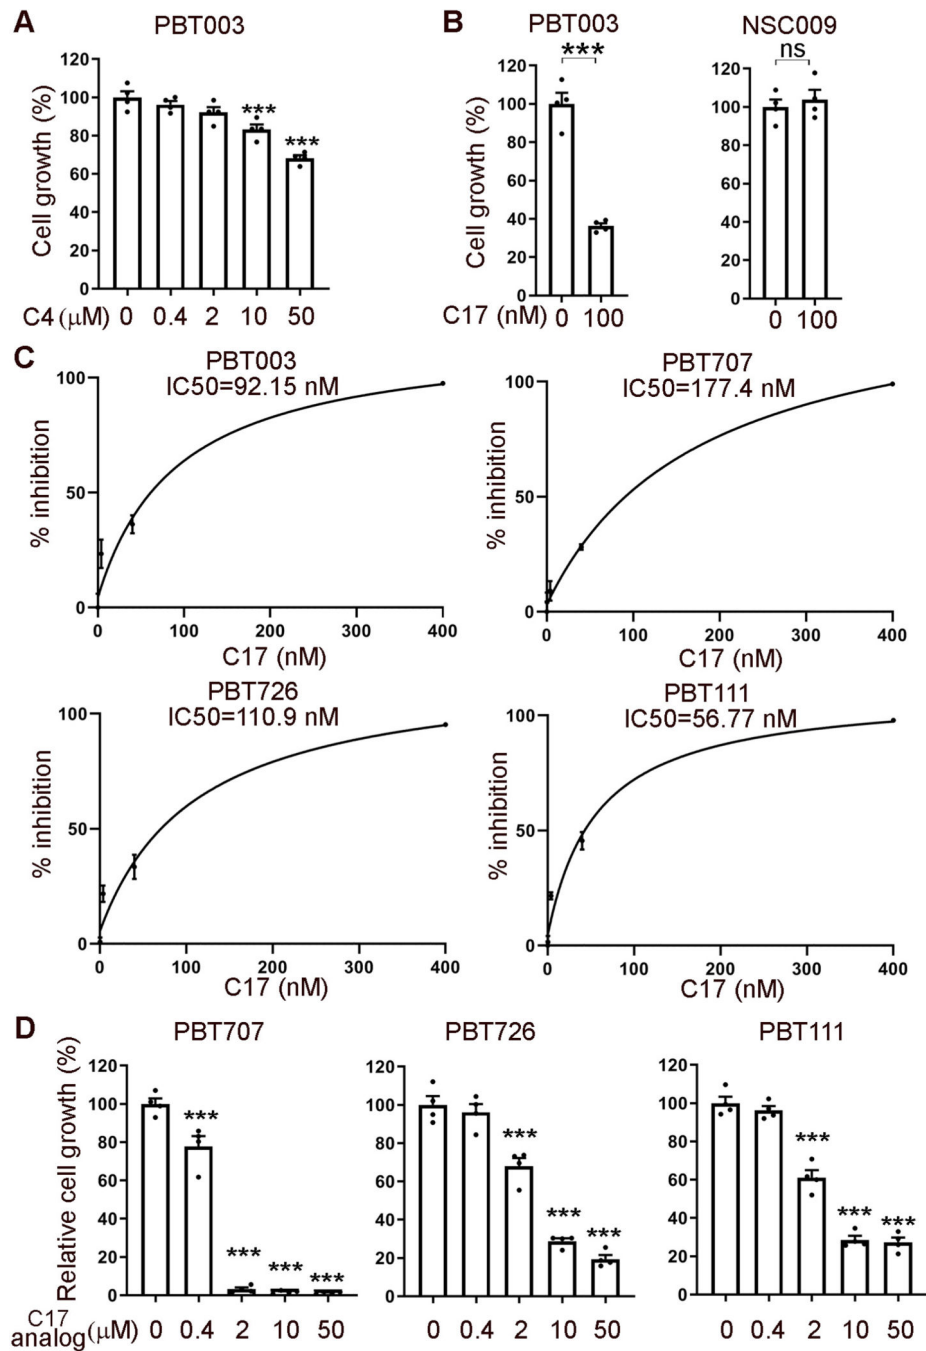 A
PBT003
Cell growth (%)
120
100
80
60
40
20
0
***
***
C4 (μM) 0 0.4 2 10 50
B
PBT003
Cell growth (%)
120
100
80
60
40
20
0
***
C17 (nM) 0 100
NSC009
120
100
80
60
40
20
0
ns
0 100
C
PBT003
IC50=92.15 nM
% inhibition
100
50
0
0 100 200 300 400
C17 (nM)
PBT707
IC50=177.4 nM
% inhibition
100
50
0
0 100 200 300 400
C17 (nM)
PBT726
IC50=110.9 nM
% inhibition
100
50
0
0 100 200 300 400
C17 (nM)
PBT111
IC50=56.77 nM
% inhibition
100
50
0
0 100 200 300 400
C17 (nM)
D
PBT707
Relative cell growth (%)
120
100
80
60
40
20
0
***
***
***
***
C17 analog (μM) 0 0.4 2 10 50
PBT726
120
100
80
60
40
20
0
***
***
***
0 0.4 2 10 50
PBT111
120
100
80
60
40
20
0
***
***
***
0 0.4 2 10 50